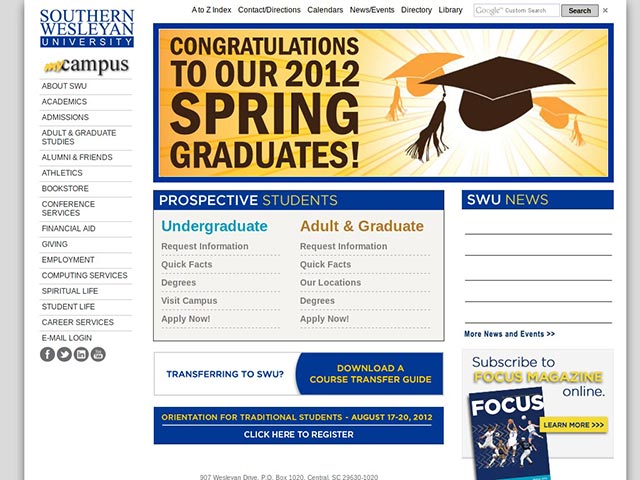 SOUTHERN
WESLEYAN
UNIVERSITY
A to Z Index Contact/Directions Calendars News/Events Directory Library Google™ Custom Search Search ×
mycampus
ABOUT SWU
ACADEMICS
ADMISSIONS
ADULT & GRADUATE
STUDIES
ALUMNI & FRIENDS
ATHLETICS
BOOKSTORE
CONFERENCE
SERVICES
FINANCIAL AID
GIVING
EMPLOYMENT
COMPUTING SERVICES
SPIRITUAL LIFE
STUDENT LIFE
CAREER SERVICES
E-MAIL LOGIN
CONGRATULATIONS
TO OUR 2012
SPRING
GRADUATES!
PROSPECTIVE STUDENTS
Undergraduate
Request Information
Quick Facts
Degrees
Visit Campus
Apply Now!
Adult & Graduate
Request Information
Quick Facts
Our Locations
Degrees
Apply Now!
SWU NEWS
More News and Events >>
TRANSFERRING TO SWU?
DOWNLOAD A
COURSE TRANSFER GUIDE
ORIENTATION FOR TRADITIONAL STUDENTS - AUGUST 17-20, 2012
CLICK HERE TO REGISTER
Subscribe to
FOCUS MAGAZINE
online.
FOCUS
LEARN MORE >>>
907 Wesleyan Drive, P.O. Box 1020, Central, SC 29630-1020